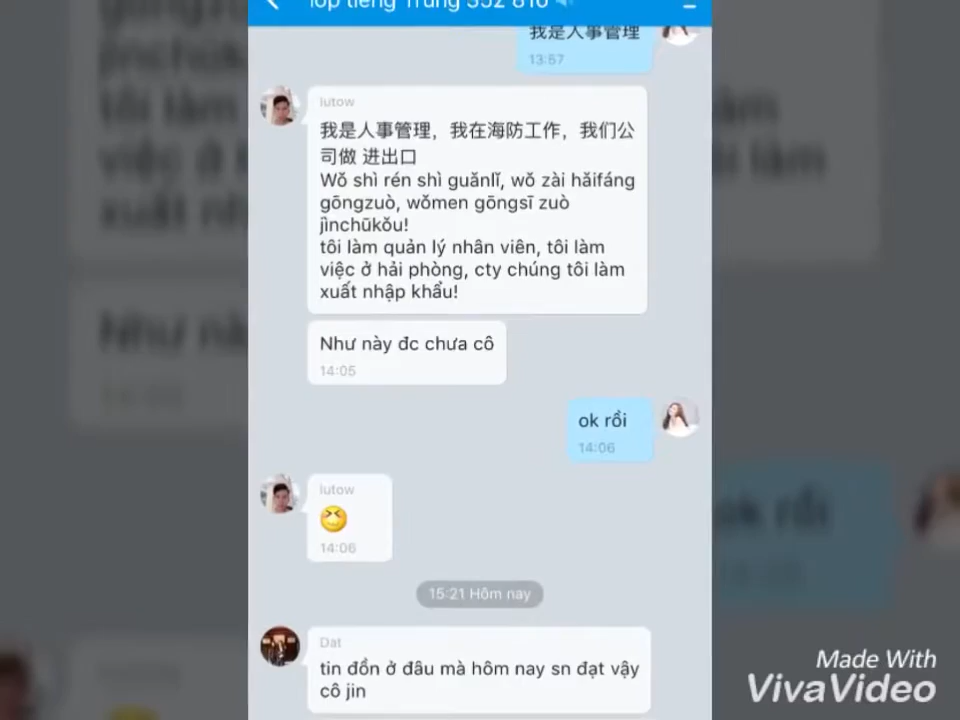 lớp tiếng Trung 352 816
我是人事管理
13:57
lutow
我是人事管理，我在海防工作，我们公
司做 进出口
Wǒ shì rén shì guǎnlǐ, wǒ zài hǎifáng
gōngzuò, wǒmen gōngsī zuò
jìnchūkǒu!
tôi làm quản lý nhân viên, tôi làm
việc ở hải phòng, cty chúng tôi làm
xuất nhập khẩu!
Như này đc chưa cô
14:05
ok rồi
14:06
lutow
14:06
15:21 Hôm nay
Dat
tin đồn ở đâu mà hôm nay sn đạt vậy
cô jin
Made With
VivaVideo